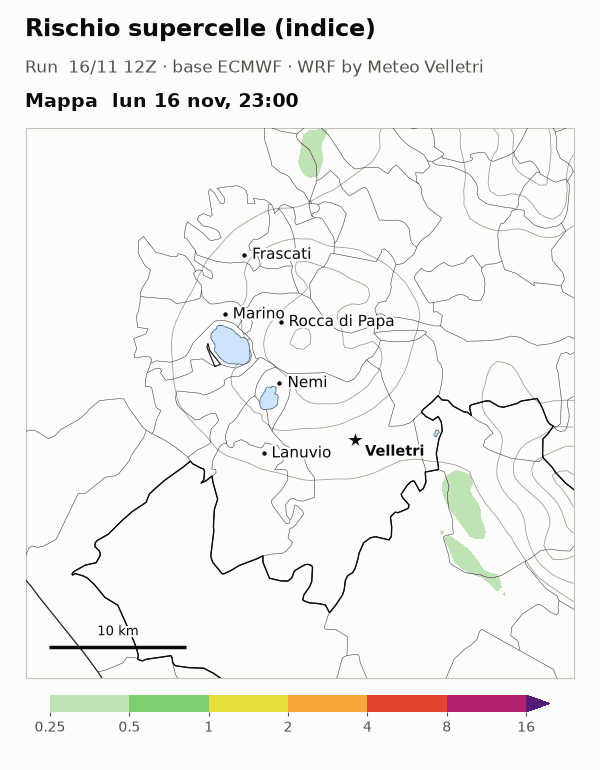 Rischio supercelle (indice)
Run  16/11 12Z · base ECMWF · WRF by Meteo Velletri
Mappa  lun 16 nov, 23:00
Frascati
Marino
Rocca di Papa
Nemi
Velletri
Lanuvio
10 km
0.25 0.5 1 2 4 8 16